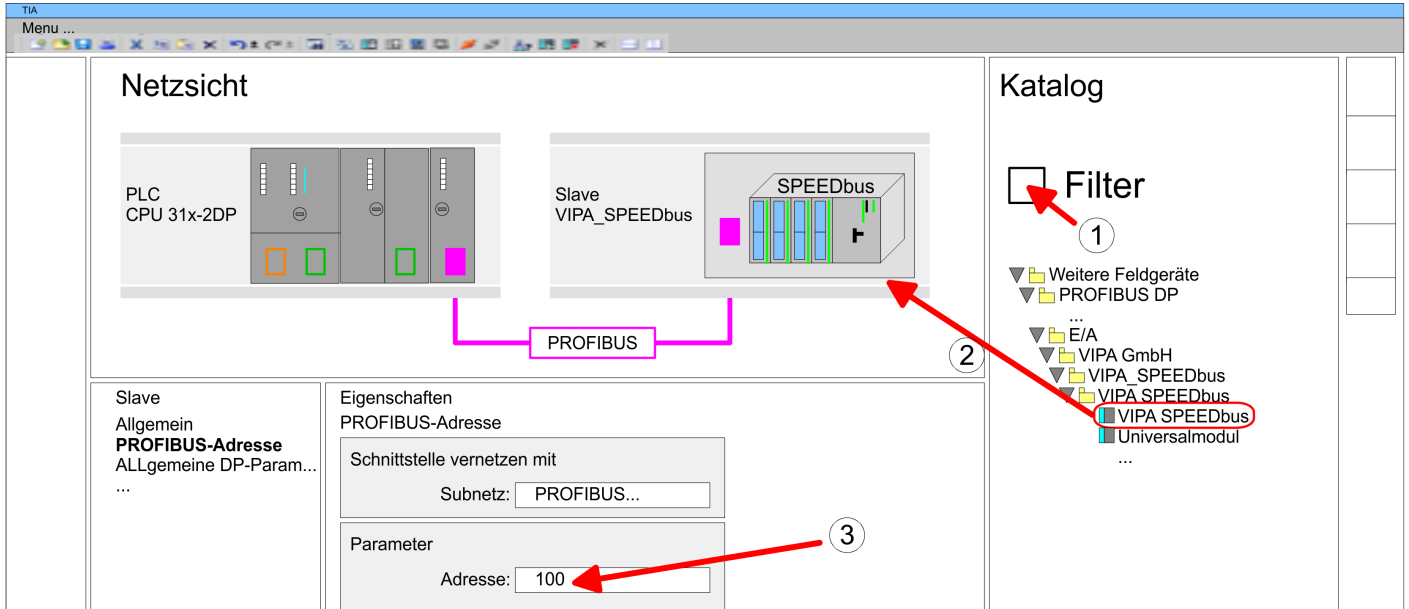 TIA
Menu ...
Netzsicht
PLC
CPU 31x-2DP
Slave
VIPA_SPEEDbus
SPEEDbus
PROFIBUS
Katalog
Filter
1
Weitere Feldgeräte
PROFIBUS DP
...
E/A
VIPA GmbH
VIPA_SPEEDbus
VIPA SPEEDbus
VIPA SPEEDbus
Universalmodul
...
2
Slave
Allgemein
PROFIBUS-Adresse
ALLgemeine DP-Param...
...
Eigenschaften
PROFIBUS-Adresse
Schnittstelle vernetzen mit
Subnetz: PROFIBUS...
Parameter
Adresse: 100
3